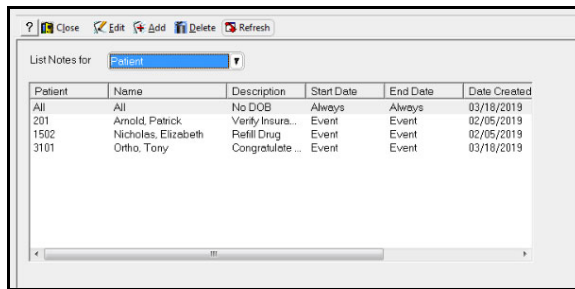 ? Close Edit Add Delete Refresh
List Notes for Patient
Patient Name Description Start Date End Date Date Created
All All No DOB Always Always 03/18/2019
201 Arnold, Patrick Verify Insura... Event Event 02/05/2019
1502 Nicholas, Elizabeth Refill Drug Event Event 02/05/2019
3101 Ortho, Tony Congratulate ... Event Event 03/18/2019